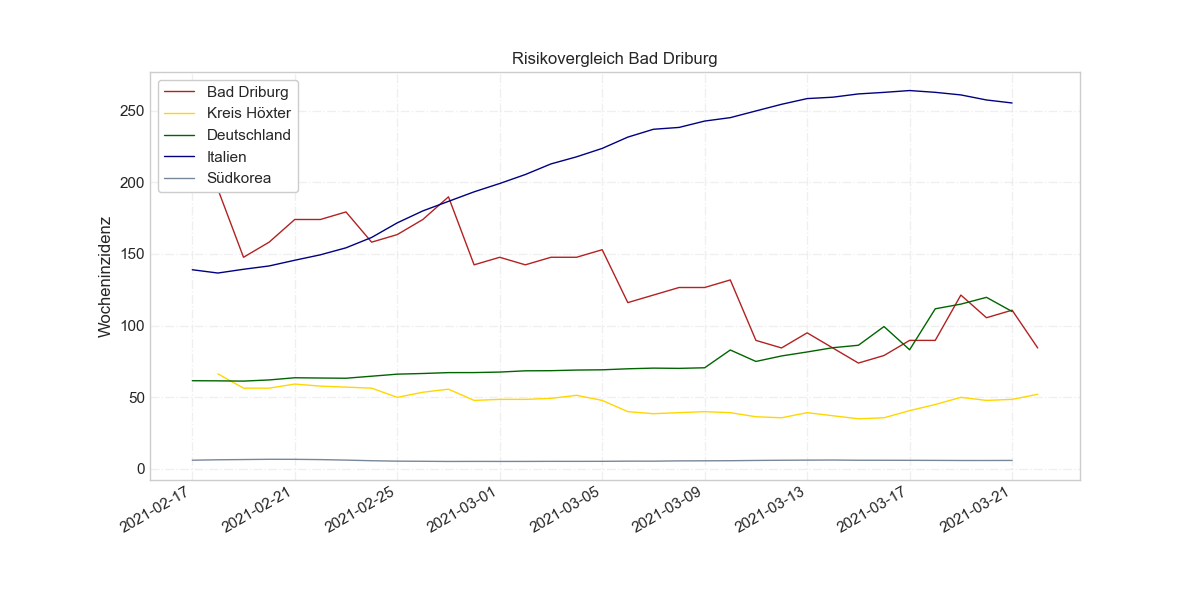 Risikovergleich Bad Driburg
Bad Driburg
Kreis Höxter
Deutschland
Italien
Südkorea
Wocheninzidenz
250
200
150
100
50
0
2021-02-17
2021-02-21
2021-02-25
2021-03-01
2021-03-05
2021-03-09
2021-03-13
2021-03-17
2021-03-21